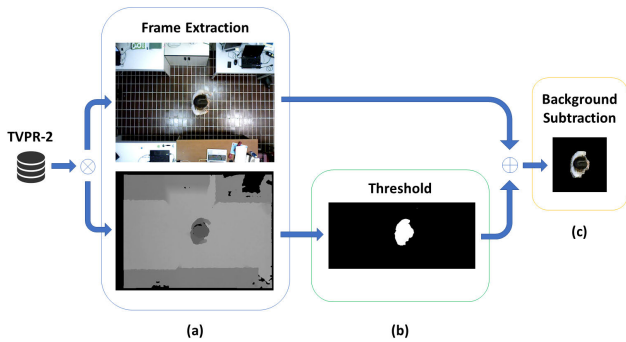 Frame Extraction
TVPR-2
Background
Subtraction
Threshold
(a)
(b)
(c)